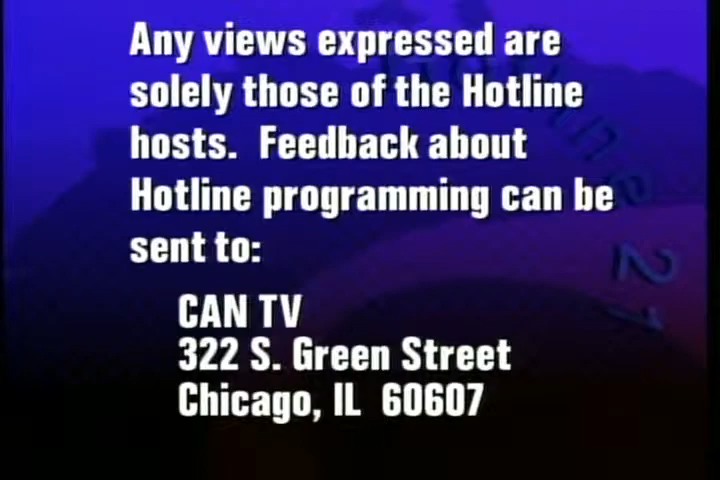 Any views expressed are
solely those of the Hotline
hosts.  Feedback about
Hotline programming can be
sent to:
CAN TV
322 S. Green Street
Chicago, IL  60607
21